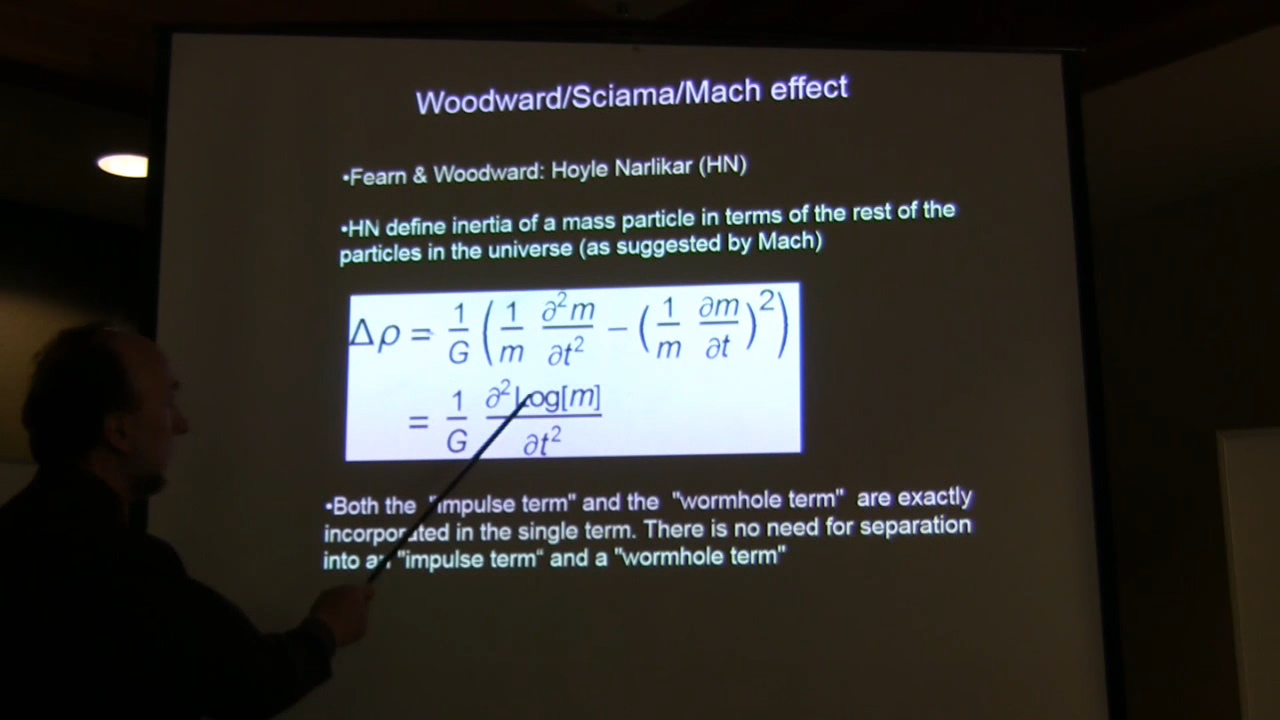 Woodward/Sciama/Mach effect
•Fearn & Woodward: Hoyle Narlikar (HN)
•HN define inertia of a mass particle in terms of the rest of the
particles in the universe (as suggested by Mach)
Δρ = 1/G (1/m ∂²m/∂t² − (1/m ∂m/∂t)²)
= 1/G ∂²Log[m]/∂t²
•Both the "impulse term" and the "wormhole term" are exactly
incorporated in the single term. There is no need for separation
into an "impulse term“ and a "wormhole term"